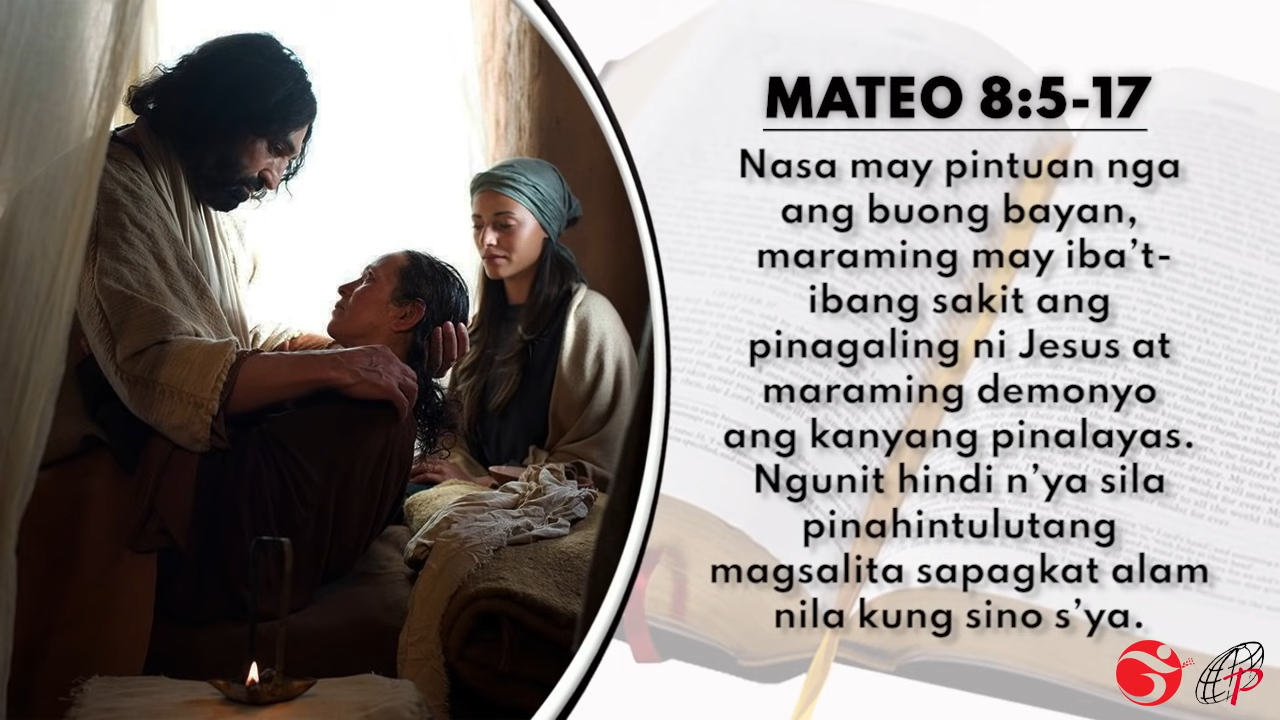 MATEO 8:5-17
Nasa may pintuan nga
ang buong bayan,
maraming may iba’t-
ibang sakit ang
pinagaling ni Jesus at
maraming demonyo
ang kanyang pinalayas.
Ngunit hindi n’ya sila
pinahintulutang
magsalita sapagkat alam
nila kung sino s’ya.